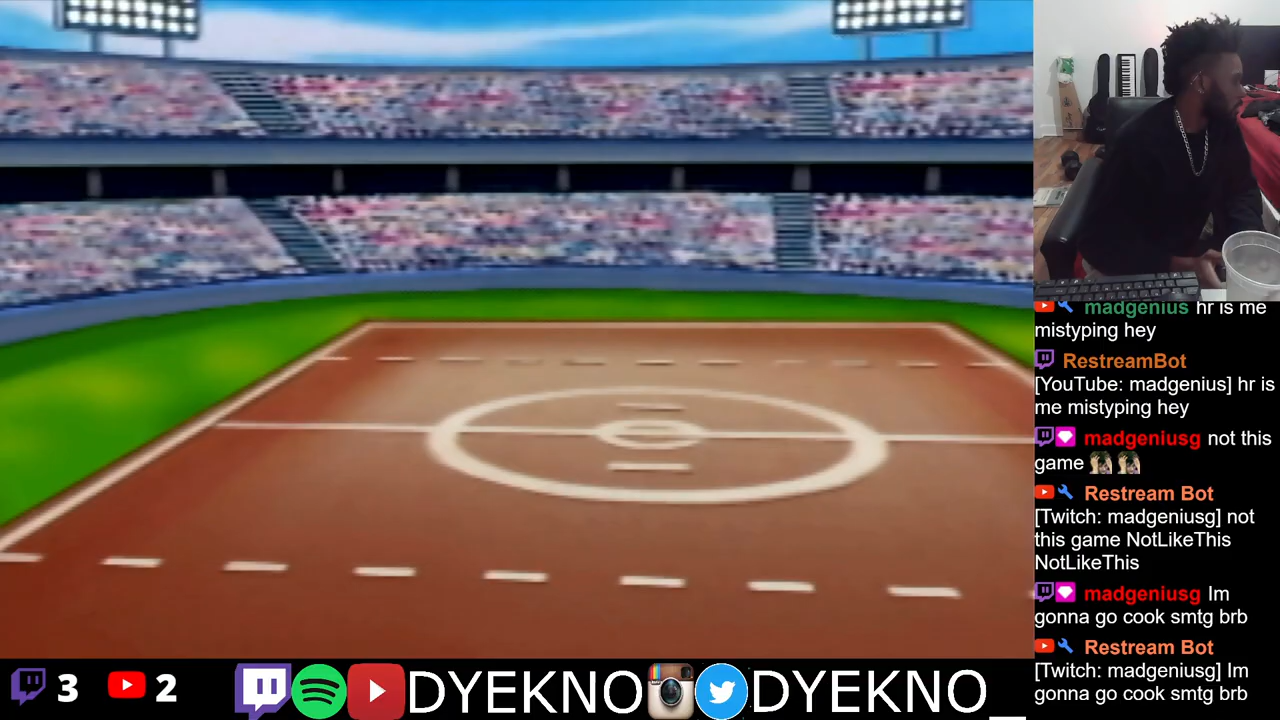 madgenius hr is me
mistyping hey
RestreamBot
[YouTube: madgenius] hr is
me mistyping hey
madgeniusg not this
game
Restream Bot
[Twitch: madgeniusg] not
this game NotLikeThis
NotLikeThis
madgeniusg Im
gonna go cook smtg brb
Restream Bot
[Twitch: madgeniusg] Im
gonna go cook smtg brb
3 2 DYEKNO DYEKNO_